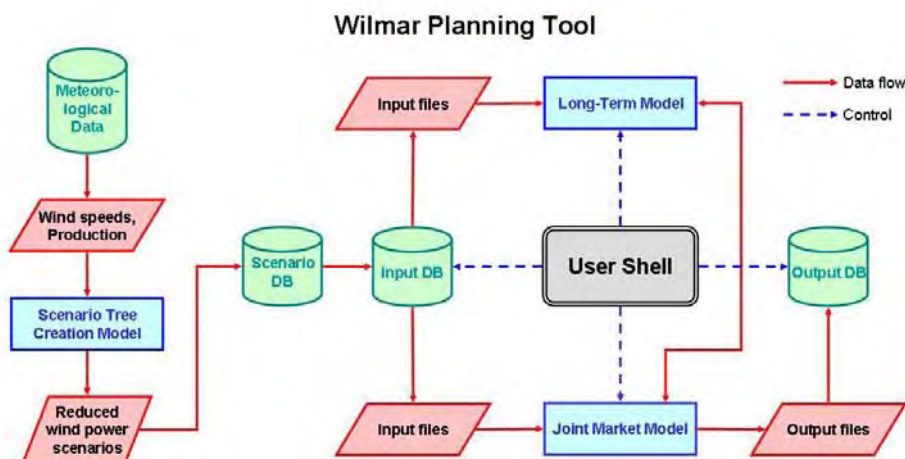 Wilmar Planning Tool
Meteoro-
logical
Data
Input files
Long-Term Model
Data flow
Control
Wind speeds,
Production
Scenario
DB
Input DB
User Shell
Output DB
Scenario Tree
Creation Model
Reduced
wind power
scenarios
Input files
Joint Market Model
Output files